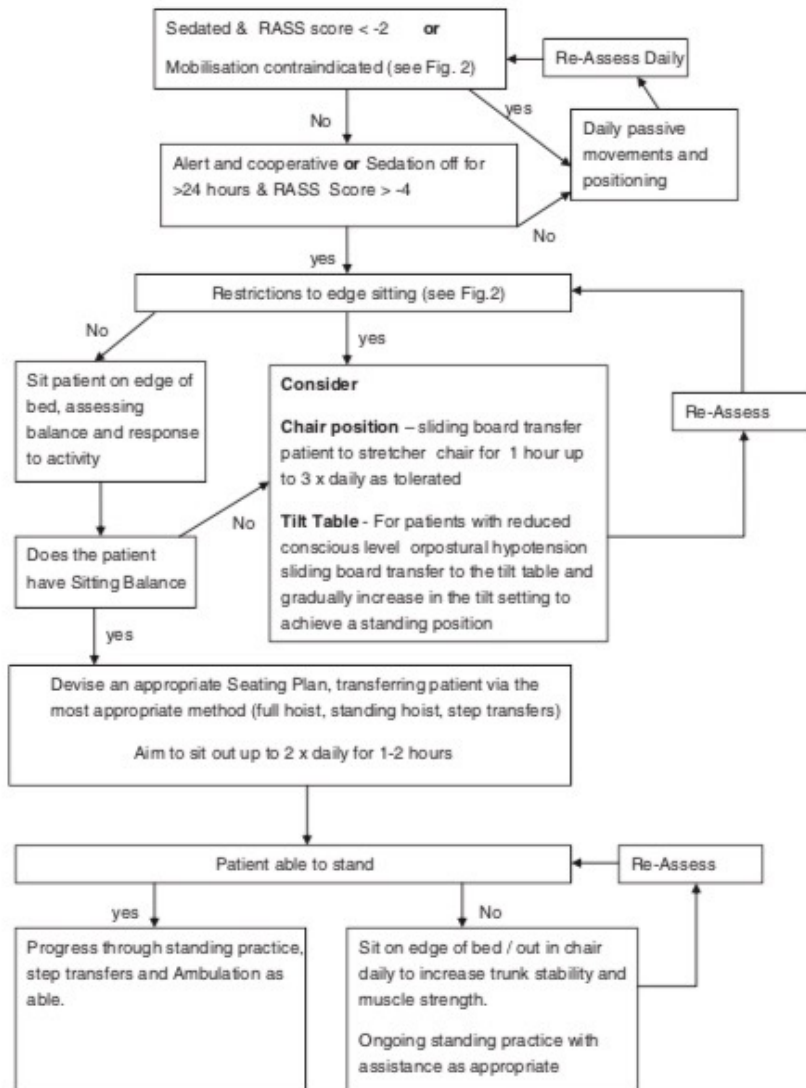 Sedated & RASS score < -2 or
Mobilisation contraindicated (see Fig. 2)
Re-Assess Daily
yes
No
Daily passive
movements and
positioning
Alert and cooperative or Sedation off for
>24 hours & RASS Score > -4
No
yes
Restrictions to edge sitting (see Fig.2)
No
yes
Sit patient on edge of
bed, assessing
balance and response
to activity
Consider
Chair position – sliding board transfer
patient to stretcher chair for 1 hour up
to 3 x daily as tolerated
Re-Assess
No
Tilt Table - For patients with reduced
conscious level orpostural hypotension
sliding board transfer to the tilt table and
gradually increase in the tilt setting to
achieve a standing position
Does the patient
have Sitting Balance
yes
Devise an appropriate Seating Plan, transferring patient via the
most appropriate method (full hoist, standing hoist, step transfers)
Aim to sit out up to 2 x daily for 1-2 hours
Patient able to stand
Re-Assess
yes
No
Progress through standing practice,
step transfers and Ambulation as
able.
Sit on edge of bed / out in chair
daily to increase trunk stability and
muscle strength.
Ongoing standing practice with
assistance as appropriate